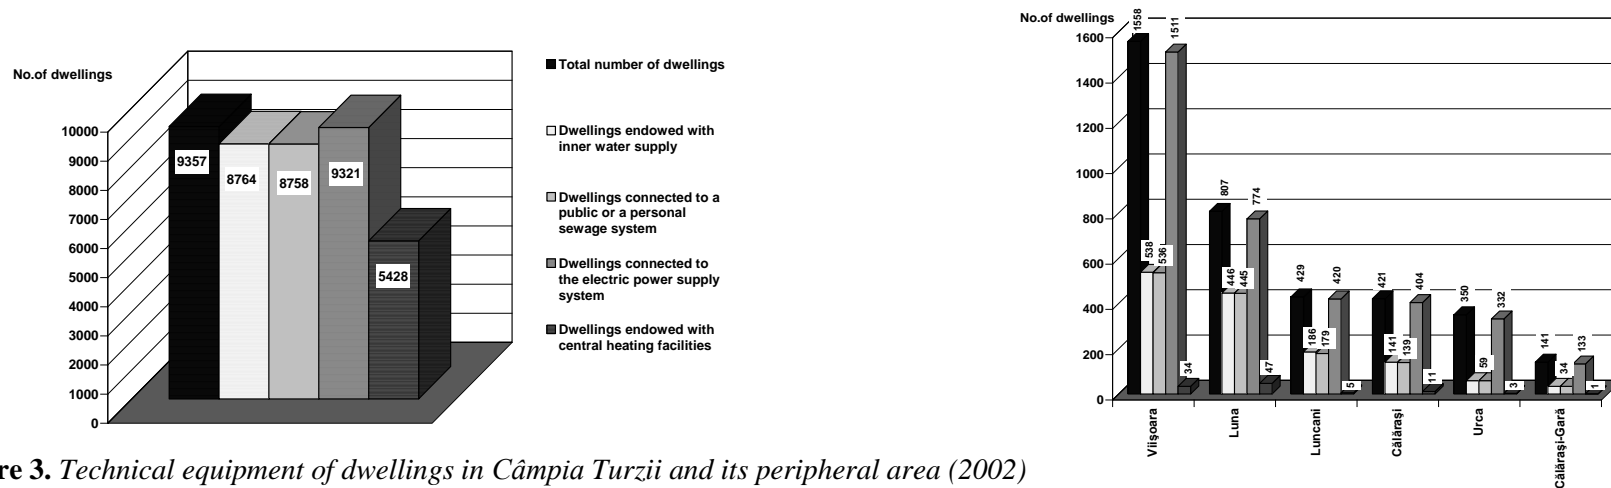 No.of dwellings
10000
9000
8000
7000
6000
5000
4000
3000
2000
1000
0
9357
8764
8758
9321
5428
Total number of dwellings
Dwellings endowed with
inner water supply
Dwellings connected to a
public or a personal
sewage system
Dwellings connected to
the electric power supply
system
Dwellings endowed with
central heating facilities
No.of dwellings
1600
1400
1200
1000
800
600
400
200
0
1558
538
536
1511
34
807
446
445
774
47
429
186
179
420
5
421
141
139
404
11
350
59
332
3
141
34
133
1
Viişoara
Luna
Luncani
Călăraşi
Urca
Călăraşi-Gară
re 3. Technical equipment of dwellings in Câmpia Turzii and its peripheral area (2002)